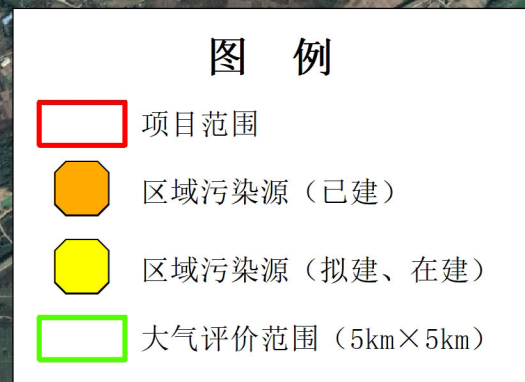 图 例
项目范围
区域污染源（已建）
区域污染源（拟建、在建）
大气评价范围（5km×5km）